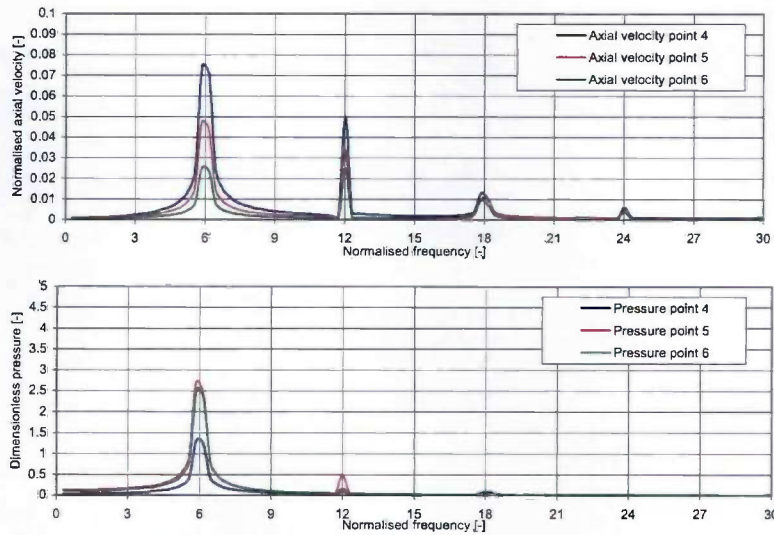 0.1
0.09
0.08
0.07
0.06
0.05
0.04
0.03
0.02
0.01
0
Normalised axial velocity [-]
Axial velocity point 4
Axial velocity point 5
Axial velocity point 6
0 3 6 9 12 15 18 21 24 27 30
Normalised frequency [-]
5
4.5
4
3.5
3
2.5
2
1.5
1
0.5
0
Dimensionless pressure [-]
Pressure point 4
Pressure point 5
Pressure point 6
0 3 6 9 12 15 18 21 24 27 30
Normalised frequency [-]